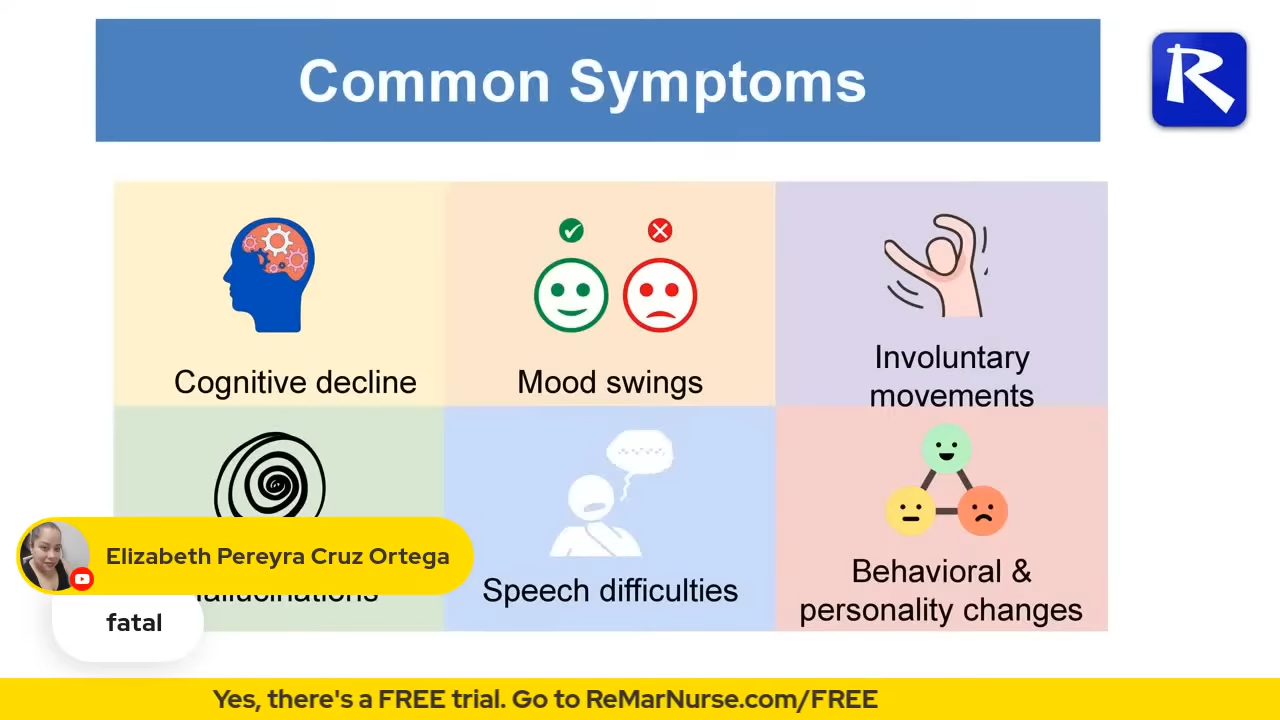 Common Symptoms
R
Cognitive decline
Mood swings
Involuntary
movements
Speech difficulties
Behavioral &
personality changes
Elizabeth Pereyra Cruz Ortega
fatal
Yes, there's a FREE trial. Go to ReMarNurse.com/FREE